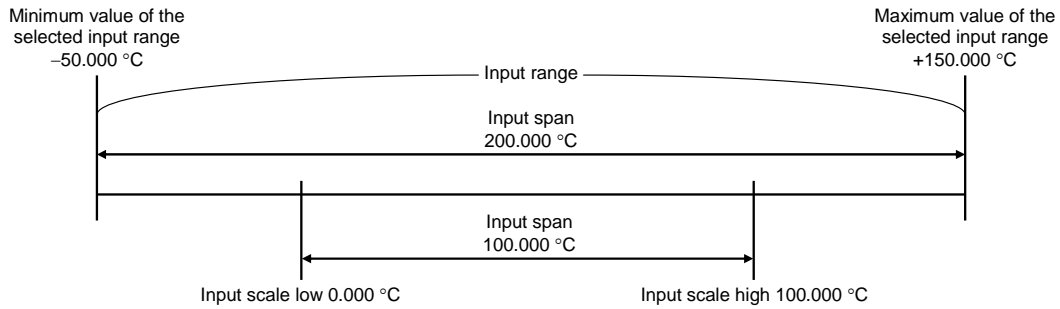 Minimum value of the
selected input range
–50.000 °C
Maximum value of the
selected input range
+150.000 °C
Input range
Input span
200.000 °C
Input span
100.000 °C
Input scale low 0.000 °C
Input scale high 100.000 °C